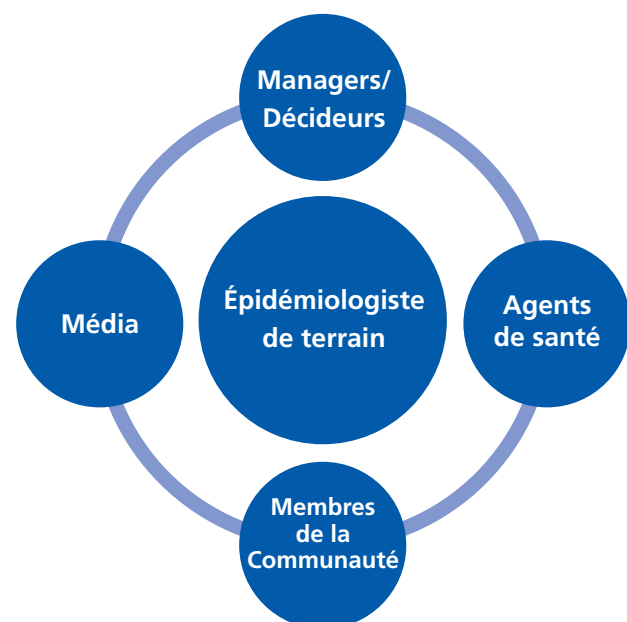 Managers/
Décideurs
Média
Épidémiologiste
de terrain
Agents
de santé
Membres
de la
Communauté